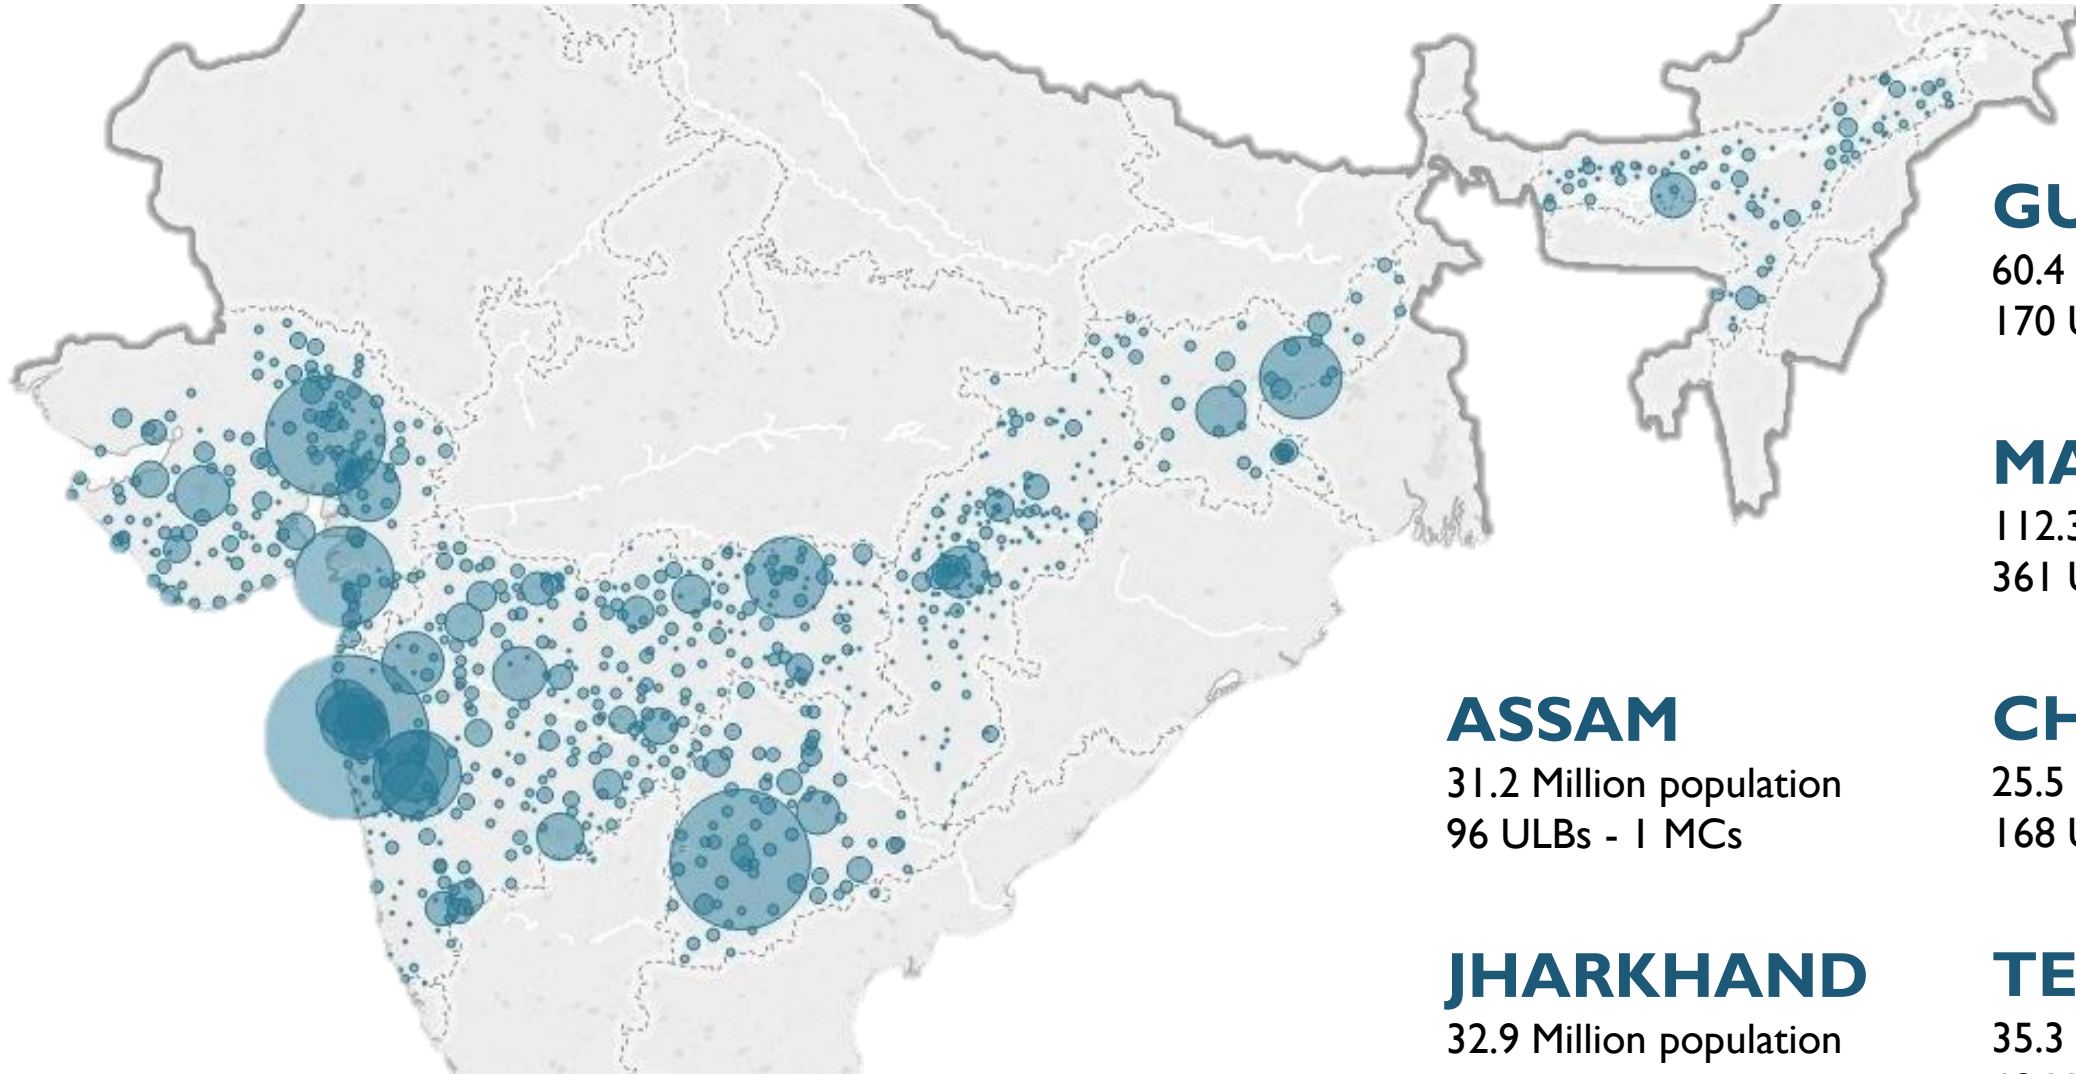 GU
60.4
170 U
MA
112.3
361 U
ASSAM
31.2 Million population
96 ULBs - 1 MCs
CH
25.5
168 U
JHARKHAND
32.9 Million population
TE
35.3